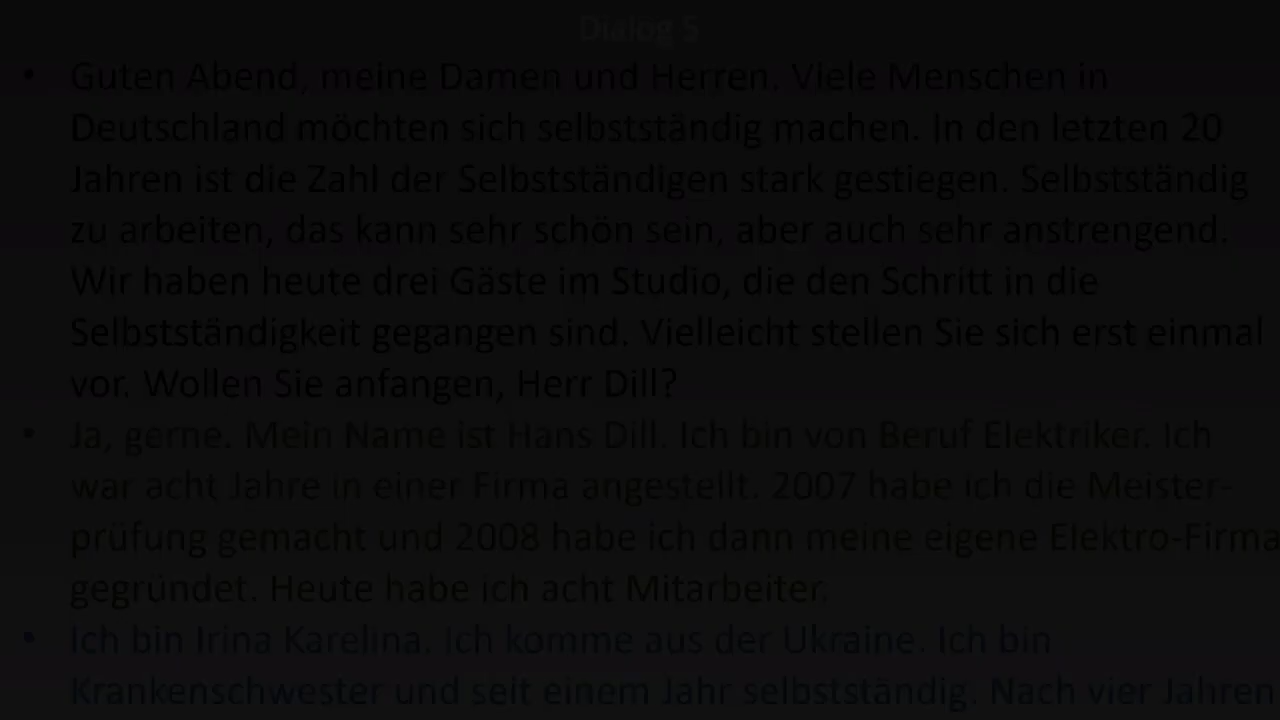 Dialog 5
• Guten Abend, meine Damen und Herren. Viele Menschen in
Deutschland möchten sich selbstständig machen. In den letzten 20
Jahren ist die Zahl der Selbstständigen stark gestiegen. Selbstständig
zu arbeiten, das kann sehr schön sein, aber auch sehr anstrengend.
Wir haben heute drei Gäste im Studio, die den Schritt in die
Selbstständigkeit gegangen sind. Vielleicht stellen Sie sich erst einmal
vor. Wollen Sie anfangen, Herr Dill?
• Ja, gerne. Mein Name ist Hans Dill. Ich bin von Beruf Elektriker. Ich
war acht Jahre in einer Firma angestellt. 2007 habe ich die Meister-
prüfung gemacht und 2008 habe ich dann meine eigene Elektro-Firma
gegründet. Heute habe ich acht Mitarbeiter.
• Ich bin Irina Karelina. Ich komme aus der Ukraine. Ich bin
Krankenschwester und seit einem Jahr selbstständig. Nach vier Jahren